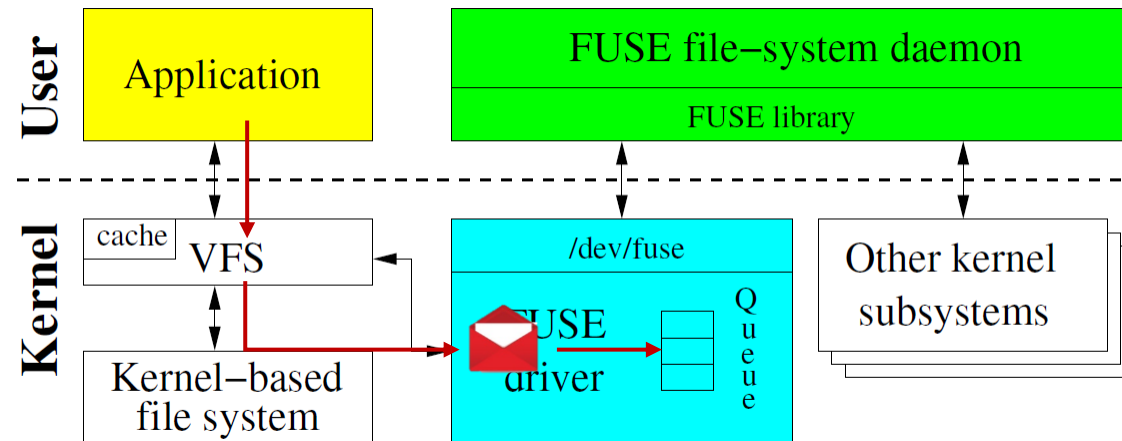 User
Application
FUSE file−system daemon
FUSE library
Kernel
cache
VFS
Kernel−based
file system
/dev/fuse
FUSE
driver
Queue
Other kernel
subsystems